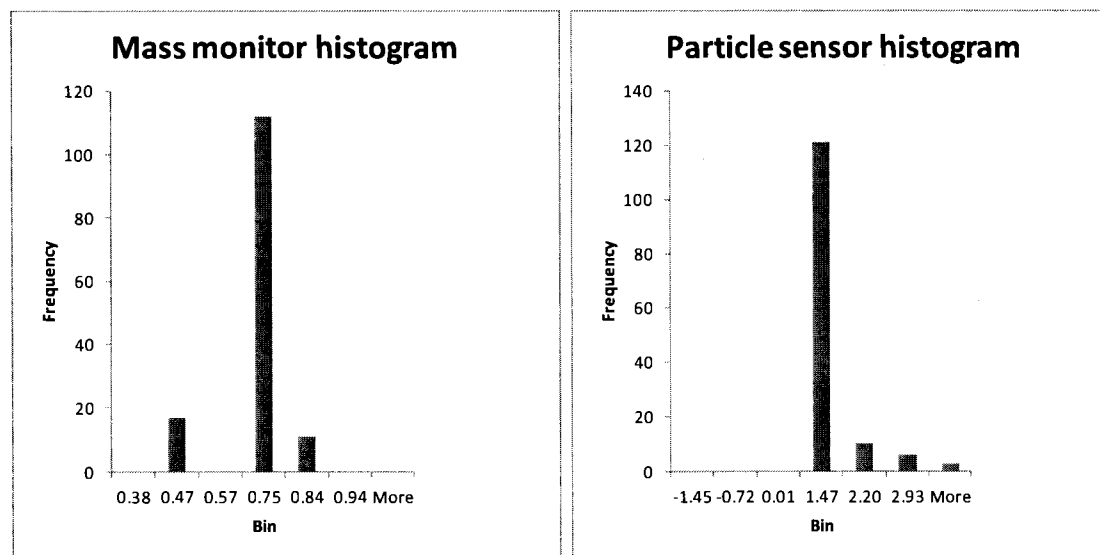 Mass monitor histogram
120
100
80
60
40
20
0
Frequency
0.38 0.47 0.57 0.75 0.84 0.94 More
Bin
Particle sensor histogram
140
120
100
80
60
40
20
0
Frequency
-1.45 -0.72 0.01 1.47 2.20 2.93 More
Bin